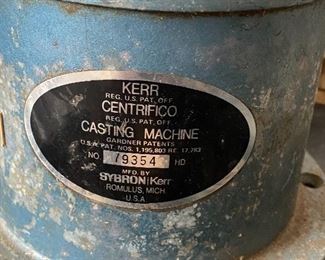 KERR
REG. U.S. PAT. OFF.
CENTRIFICO
REG. U.S. PAT. OFF.
CASTING MACHINE
GARDNER PATENTS
U.S.A. PAT. NOS. 1,195,803 RE. 17,783
NO 79354 HD
MFD. BY
SYBRON/Kerr
ROMULUS, MICH
U.S.A